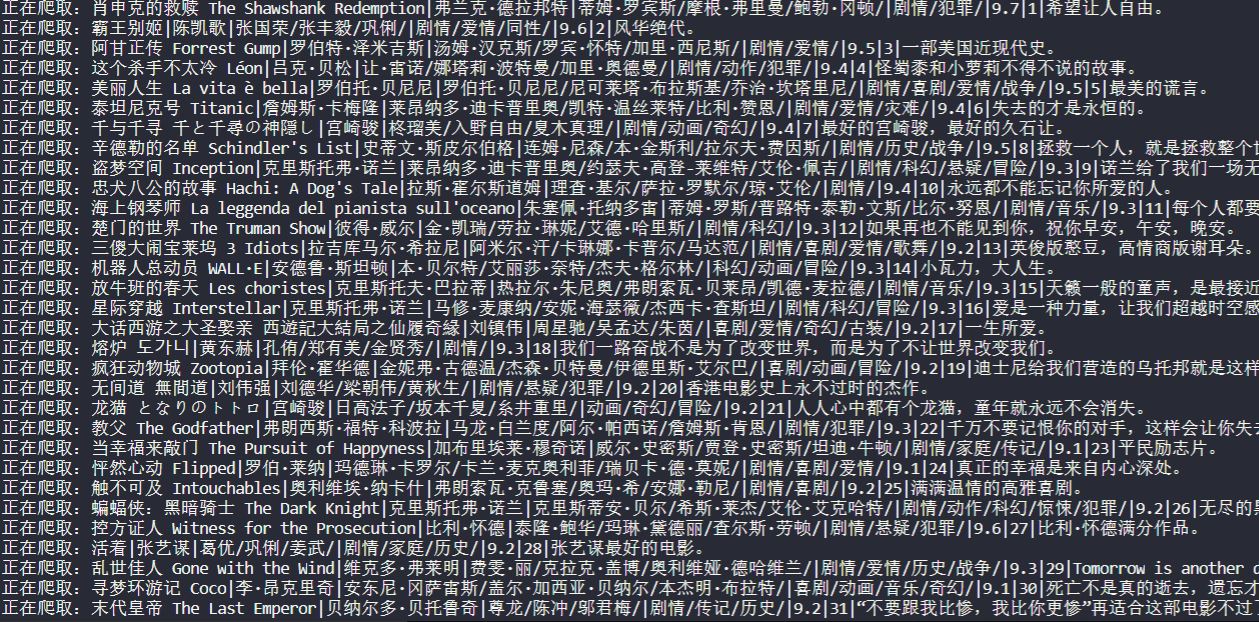 正在爬取：肖申克的救赎 The Shawshank Redemption|弗兰克·德拉邦特|蒂姆·罗宾斯/摩根·弗里曼/鲍勃·冈顿/|剧情/犯罪/|9.7|1|希望让人自由。
正在爬取：霸王别姬|陈凯歌|张国荣/张丰毅/巩俐/|剧情/爱情/同性/|9.6|2|风华绝代。
正在爬取：阿甘正传 Forrest Gump|罗伯特·泽米吉斯|汤姆·汉克斯/罗宾·怀特/加里·西尼斯/|剧情/爱情/|9.5|3|一部美国近现代史。
正在爬取：这个杀手不太冷 Léon|吕克·贝松|让·雷诺/娜塔莉·波特曼/加里·奥德曼/|剧情/动作/犯罪/|9.4|4|怪蜀黍和小萝莉不得不说的故事。
正在爬取：美丽人生 La vita è bella|罗伯托·贝尼尼|罗伯托·贝尼尼/尼可莱塔·布拉斯基/乔治·坎塔里尼/|剧情/喜剧/爱情/战争/|9.5|5|最美的谎言。
正在爬取：泰坦尼克号 Titanic|詹姆斯·卡梅隆|莱昂纳多·迪卡普里奥/凯特·温丝莱特/比利·赞恩/|剧情/爱情/灾难/|9.4|6|失去的才是永恒的。
正在爬取：千与千寻 千と千尋の神隠し|宫崎骏|柊瑠美/入野自由/夏木真理/|剧情/动画/奇幻/|9.4|7|最好的宫崎骏，最好的久石让。
正在爬取：辛德勒的名单 Schindler's List|史蒂文·斯皮尔伯格|连姆·尼森/本·金斯利/拉尔夫·费因斯/|剧情/历史/战争/|9.5|8|拯救一个人，就是拯救整个世
正在爬取：盗梦空间 Inception|克里斯托弗·诺兰|莱昂纳多·迪卡普里奥/约瑟夫·高登-莱维特/艾伦·佩吉/|剧情/科幻/悬疑/冒险/|9.3|9|诺兰给了我们一场无
正在爬取：忠犬八公的故事 Hachi: A Dog's Tale|拉斯·霍尔斯道姆|理查·基尔/萨拉·罗默尔/琼·艾伦/|剧情/|9.4|10|永远都不能忘记你所爱的人。
正在爬取：海上钢琴师 La leggenda del pianista sull'oceano|朱塞佩·托纳多雷|蒂姆·罗斯/普路特·泰勒·文斯/比尔·努恩/|剧情/音乐/|9.3|11|每个人都要
正在爬取：楚门的世界 The Truman Show|彼得·威尔|金·凯瑞/劳拉·琳妮/艾德·哈里斯/|剧情/科幻/|9.3|12|如果再也不能见到你，祝你早安，午安，晚安。
正在爬取：三傻大闹宝莱坞 3 Idiots|拉吉库马尔·希拉尼|阿米尔·汗/卡琳娜·卡普尔/马达范/|剧情/喜剧/爱情/歌舞/|9.2|13|英俊版憨豆，高情商版谢耳朵。
正在爬取：机器人总动员 WALL·E|安德鲁·斯坦顿|本·贝尔特/艾丽莎·奈特/杰夫·格尔林/|科幻/动画/冒险/|9.3|14|小瓦力，大人生。
正在爬取：放牛班的春天 Les choristes|克里斯托夫·巴拉蒂|热拉尔·朱尼奥/弗朗索瓦·贝莱昂/凯德·麦拉德/|剧情/音乐/|9.3|15|天籁一般的童声，是最接近
正在爬取：星际穿越 Interstellar|克里斯托弗·诺兰|马修·麦康纳/安妮·海瑟薇/杰西卡·查斯坦/|剧情/科幻/冒险/|9.3|16|爱是一种力量，让我们超越时空感
正在爬取：大话西游之大圣娶亲 西遊記大結局之仙履奇緣|刘镇伟|周星驰/吴孟达/朱茵/|喜剧/爱情/奇幻/古装/|9.2|17|一生所爱。
正在爬取：熔炉 도가니|黄东赫|孔侑/郑有美/金贤秀/|剧情/|9.3|18|我们一路奋战不是为了改变世界，而是为了不让世界改变我们。
正在爬取：疯狂动物城 Zootopia|拜伦·霍华德|金妮弗·古德温/杰森·贝特曼/伊德里斯·艾尔巴/|喜剧/动画/冒险/|9.2|19|迪士尼给我们营造的乌托邦就是这样
正在爬取：无间道 無間道|刘伟强|刘德华/梁朝伟/黄秋生/|剧情/悬疑/犯罪/|9.2|20|香港电影史上永不过时的杰作。
正在爬取：龙猫 となりのトトロ|宫崎骏|日高法子/坂本千夏/糸井重里/|动画/奇幻/冒险/|9.2|21|人人心中都有个龙猫，童年就永远不会消失。
正在爬取：教父 The Godfather|弗朗西斯·福特·科波拉|马龙·白兰度/阿尔·帕西诺/詹姆斯·肯恩/|剧情/犯罪/|9.3|22|千万不要记恨你的对手，这样会让你失去
正在爬取：当幸福来敲门 The Pursuit of Happyness|加布里埃莱·穆奇诺|威尔·史密斯/贾登·史密斯/坦迪·牛顿/|剧情/家庭/传记/|9.1|23|平民励志片。
正在爬取：怦然心动 Flipped|罗伯·莱纳|玛德琳·卡罗尔/卡兰·麦克奥利菲/瑞贝卡·德·莫妮/|剧情/喜剧/爱情/|9.1|24|真正的幸福是来自内心深处。
正在爬取：触不可及 Intouchables|奥利维埃·纳卡什|弗朗索瓦·克鲁塞/奥玛·希/安娜·勒尼/|剧情/喜剧/|9.2|25|满满温情的高雅喜剧。
正在爬取：蝙蝠侠：黑暗骑士 The Dark Knight|克里斯托弗·诺兰|克里斯蒂安·贝尔/希斯·莱杰/艾伦·艾克哈特/|剧情/动作/科幻/惊悚/犯罪/|9.2|26|无尽的黑
正在爬取：控方证人 Witness for the Prosecution|比利·怀德|泰隆·鲍华/玛琳·黛德丽/查尔斯·劳顿/|剧情/悬疑/犯罪/|9.6|27|比利·怀德满分作品。
正在爬取：活着|张艺谋|葛优/巩俐/姜武/|剧情/家庭/历史/|9.2|28|张艺谋最好的电影。
正在爬取：乱世佳人 Gone with the Wind|维克多·弗莱明|费雯·丽/克拉克·盖博/奥利维娅·德哈维兰/|剧情/爱情/历史/战争/|9.3|29|Tomorrow is another d
正在爬取：寻梦环游记 Coco|李·昂克里奇|安东尼·冈萨雷斯/盖尔·加西亚·贝纳尔/本杰明·布拉特/|喜剧/动画/音乐/奇幻/|9.1|30|死亡不是真的逝去，遗忘才
正在爬取：末代皇帝 The Last Emperor|贝纳尔多·贝托鲁奇|尊龙/陈冲/邬君梅/|剧情/传记/历史/|9.2|31|“不要跟我比惨，我比你更惨”再适合这部电影不过了